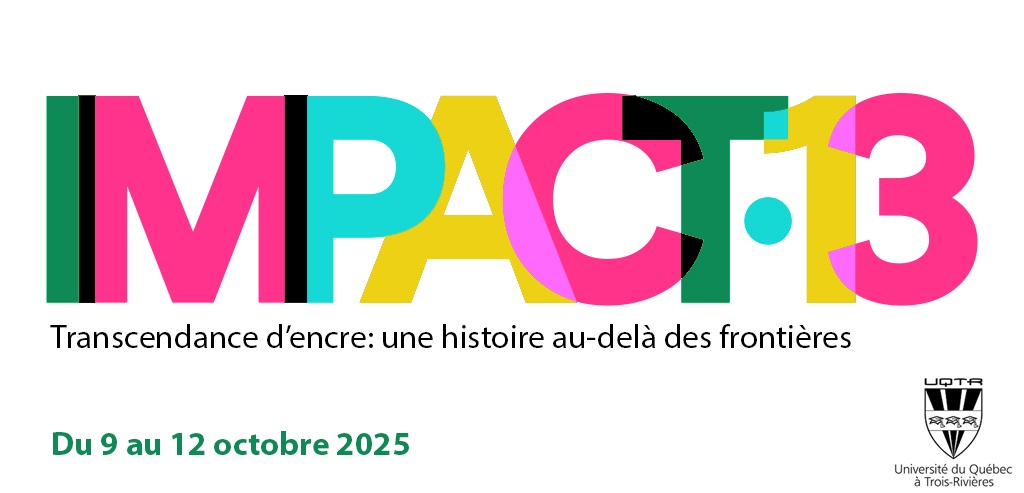 IMPACT·13
Transcendance d’encre: une histoire au-delà des frontières
Du 9 au 12 octobre 2025
UQTR
Université du Québec
à Trois-Rivières